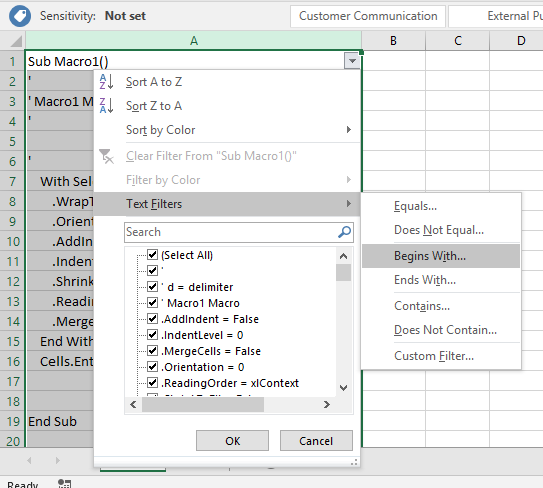 Sensitivity: Not set
Customer Communication
External Pu
A B C D
1 Sub Macro1()
2 '
3 ' Macro1 M
4 '
5
6 '
7 With Sel
8 .WrapT
9 .Orient
10 .AddInd
11 .Indent
12 .Shrink
13 .Readin
14 .Merge
15 End With
16 Cells.Ent
17
18
19 End Sub
20
Sort A to Z
Sort Z to A
Sort by Color
Clear Filter From "Sub Macro1()"
Filter by Color
Text Filters
Search
(Select All)
'
' d = delimiter
' Macro1 Macro
.AddIndent = False
.IndentLevel = 0
.MergeCells = False
.Orientation = 0
.ReadingOrder = xlContext
OK Cancel
Equals...
Does Not Equal...
Begins With...
Ends With...
Contains...
Does Not Contain...
Custom Filter...
Ready